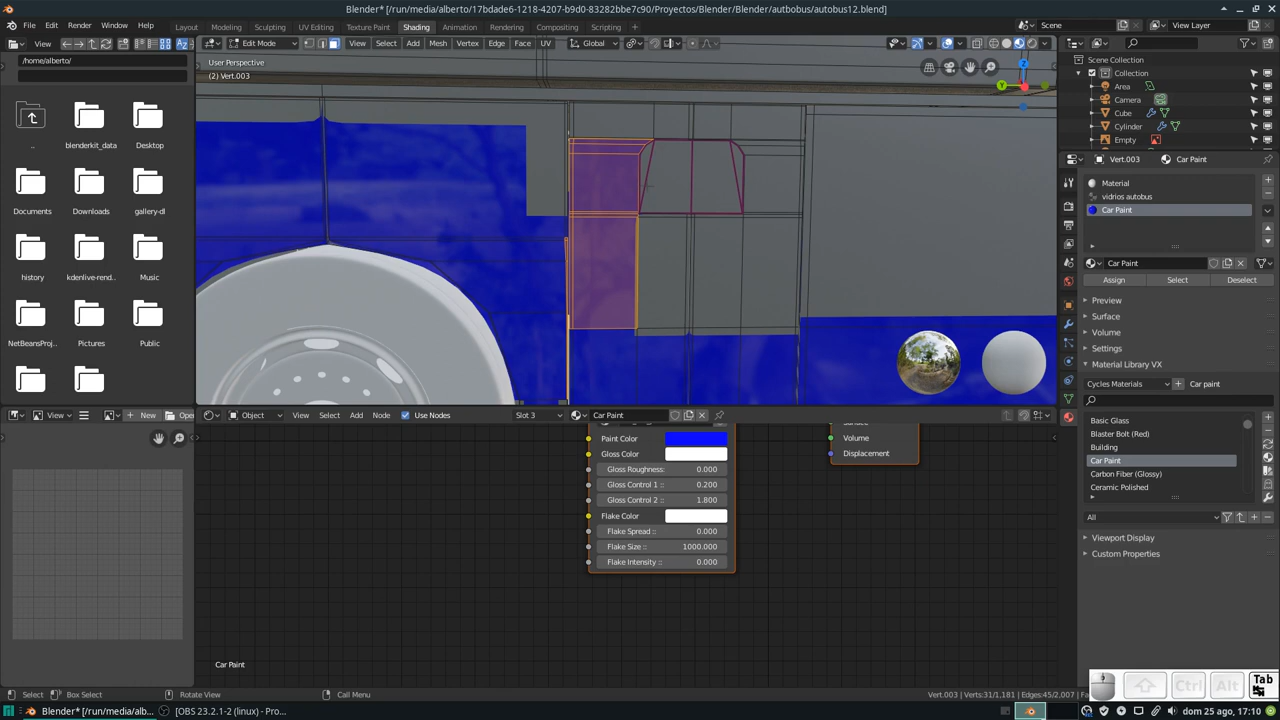 Blender* [/run/media/alberto/17bdade6-1218-4207-b9d0-83282bbe7c90/Proyectos/Blender/Blender/autbobus/autobus12.blend]
File Edit Render Window Help Layout Modeling Sculpting UV Editing Texture Paint Shading Animation Rendering Compositing Scripting + Scene View Layer
View Edit Mode View Select Add Mesh Vertex Edge Face UV Global
/home/alberto/
User Perspective
(2) Vert.003
Scene Collection
Collection
Area
Camera
Cube
Cylinder
Empty
.. blenderkit_data Desktop
Documents Downloads gallery-dl
history kdenlive-rend.. Music
NetBeansProj.. Pictures Public
Vert.003 Car Paint
Material
vidrios autobus
Car Paint
Car Paint
Assign Select Deselect
Preview
Surface
Volume
Settings
Material Library VX
Cycles Materials Car paint
Basic Glass
Blaster Bolt (Red)
Building
Car Paint
Carbon Fiber (Glossy)
Ceramic Polished
All
Viewport Display
Custom Properties
View New Open
Object View Select Add Node Use Nodes Slot 3 Car Paint
Paint Color
Gloss Color
Gloss Roughness: 0.000
Gloss Control 1 :: 0.200
Gloss Control 2 :: 1.800
Flake Color
Flake Spread :: 0.000
Flake Size :: 1000.000
Flake Intensity :: 0.000
Volume
Displacement
Car Paint
Ctrl Alt Tab
Select Box Select Rotate View Call Menu Vert.003 | Verts:31/1,181 | Edges:45/2,007 |
Blender* [/run/media/alb... [OBS 23.2.1-2 (linux) - Pro... dom 25 ago, 17:10